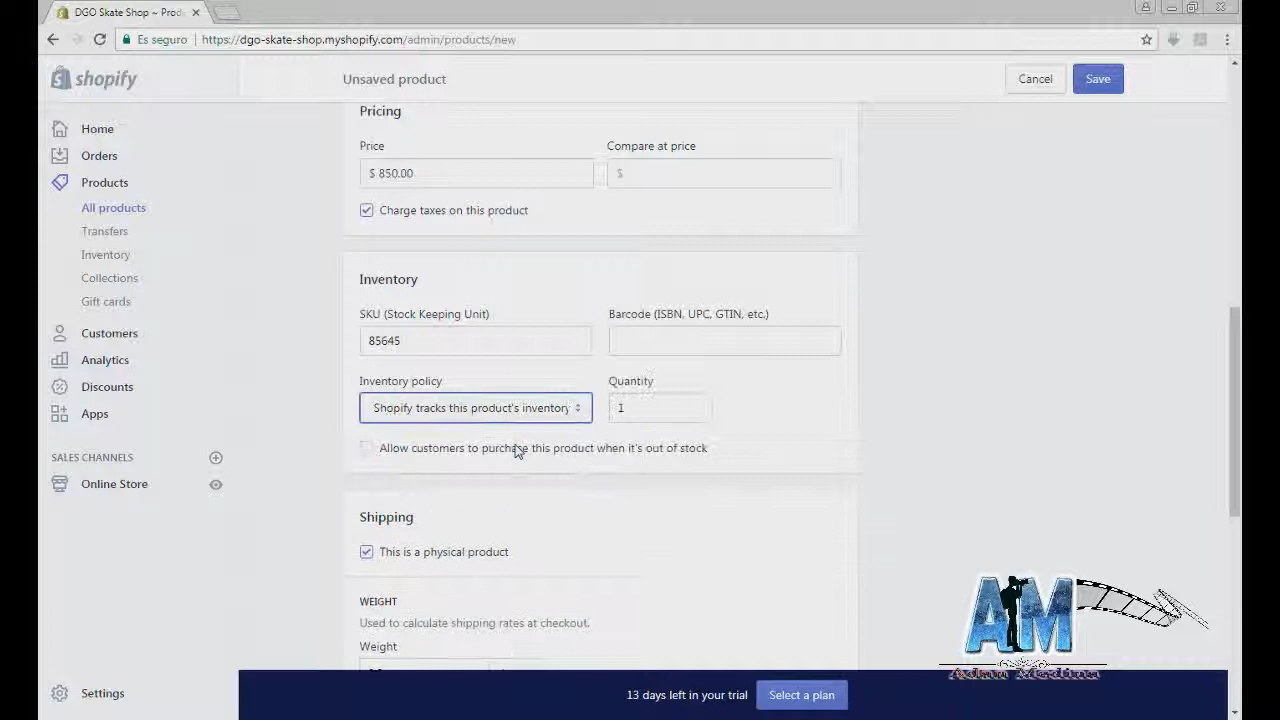 DGO Skate Shop ~ Prod
Es seguro
https://dgo-skate-shop.myshopify.com/admin/products/new
shopify
Unsaved product
Cancel
Save
Home
Orders
Products
All products
Transfers
Inventory
Collections
Gift cards
Customers
Analytics
Discounts
Apps
SALES CHANNELS
Online Store
Settings
Pricing
Price
Compare at price
$ 850.00
$
Charge taxes on this product
Inventory
SKU (Stock Keeping Unit)
Barcode (ISBN, UPC, GTIN, etc.)
85645
Inventory policy
Quantity
Shopify tracks this product's inventory
1
Allow customers to purchase this product when it's out of stock
Shipping
This is a physical product
WEIGHT
Used to calculate shipping rates at checkout.
Weight
13 days left in your trial
Select a plan
AM